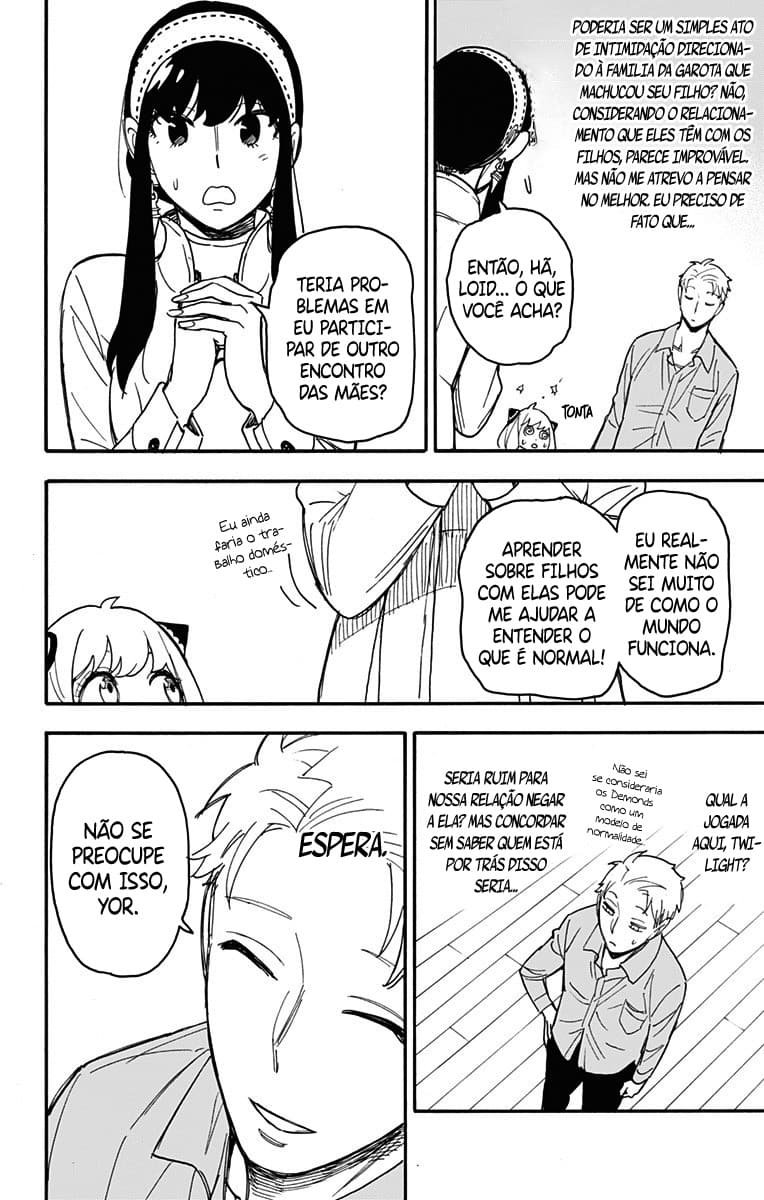 PODERIA SER UM SIMPLES ATO
DE INTIMIDAÇÃO DIRECIONA-
DO À FAMILIA DA GAROTA QUE
MACHUCOU SEU FILHO? NÃO,
CONSIDERANDO O RELACIONA-
MENTO QUE ELES TÊM COM OS
FILHOS, PARECE IMPROVÁVEL.
MAS NÃO ME ATREVO A PENSAR
NO MELHOR. EU PRECISO DE
FATO QUE...
ENTÃO, HÃ,
LOID... O QUE
VOCÊ ACHA?
TONTA
TERIA PRO-
BLEMAS EM
EU PARTICI-
PAR DE OUTRO
ENCONTRO
DAS MÃES?
EU REAL-
MENTE NÃO
SEI MUITO
DE COMO O
MUNDO
FUNCIONA.
APRENDER
SOBRE FILHOS
COM ELAS PODE
ME AJUDAR A
ENTENDER O
QUE É NORMAL!
Eu ainda
faria o tra-
balho domés-
tico..
QUAL A
JOGADA
AQUI, TWI-
LIGHT?
Não sei
se consideraria
os Demonds
como um
modelo de
normalidade.
SERIA RUIM PARA
NOSSA RELAÇÃO NEGAR
A ELA? MAS CONCORDAR
SEM SABER QUEM ESTÁ
POR TRÁS DISSO
SERIA...
ESPERA.
NÃO SE
PREOCUPE
COM ISSO,
YOR.